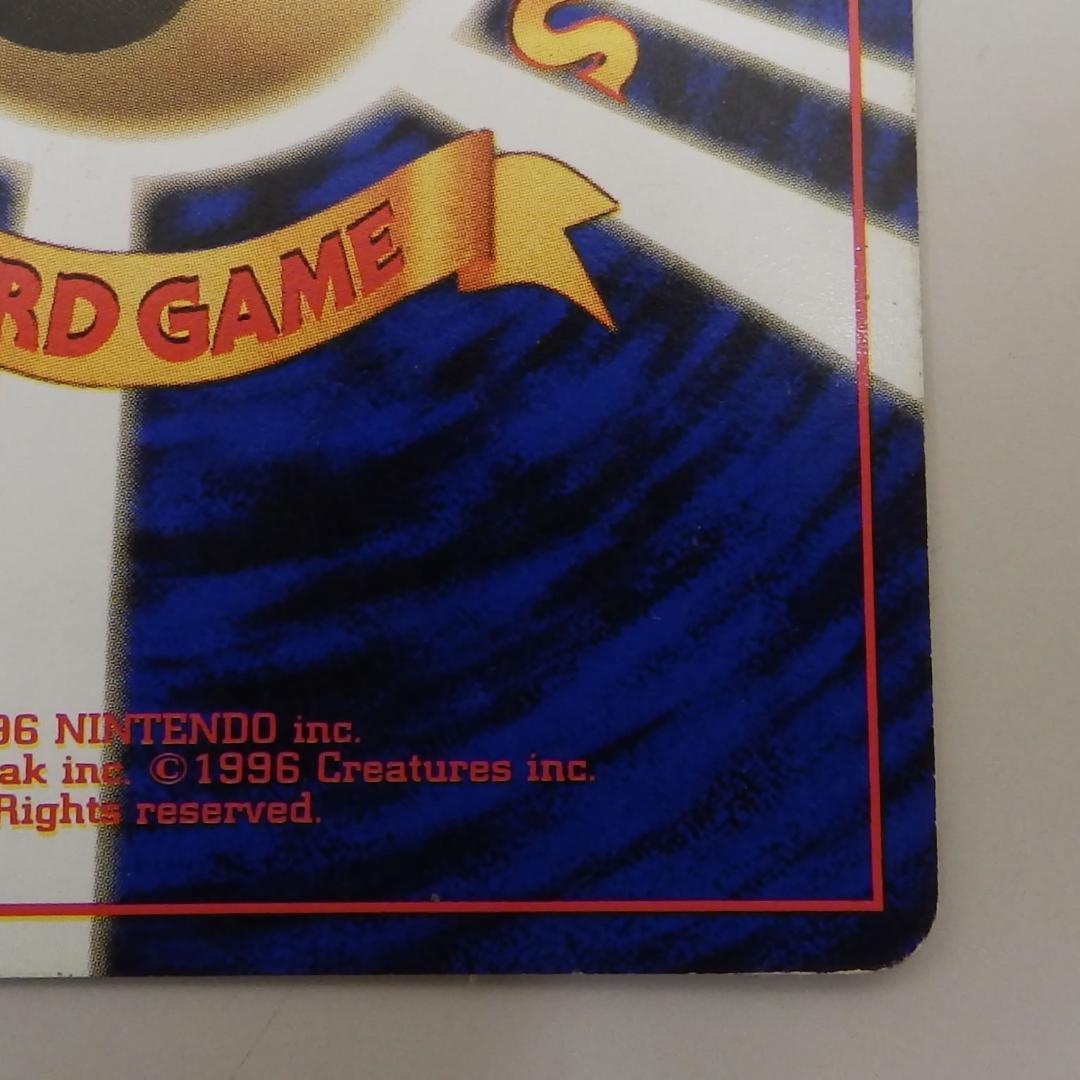 S
RD GAME
96 NINTENDO inc.
ak inc. ©1996 Creatures inc.
Rights reserved.